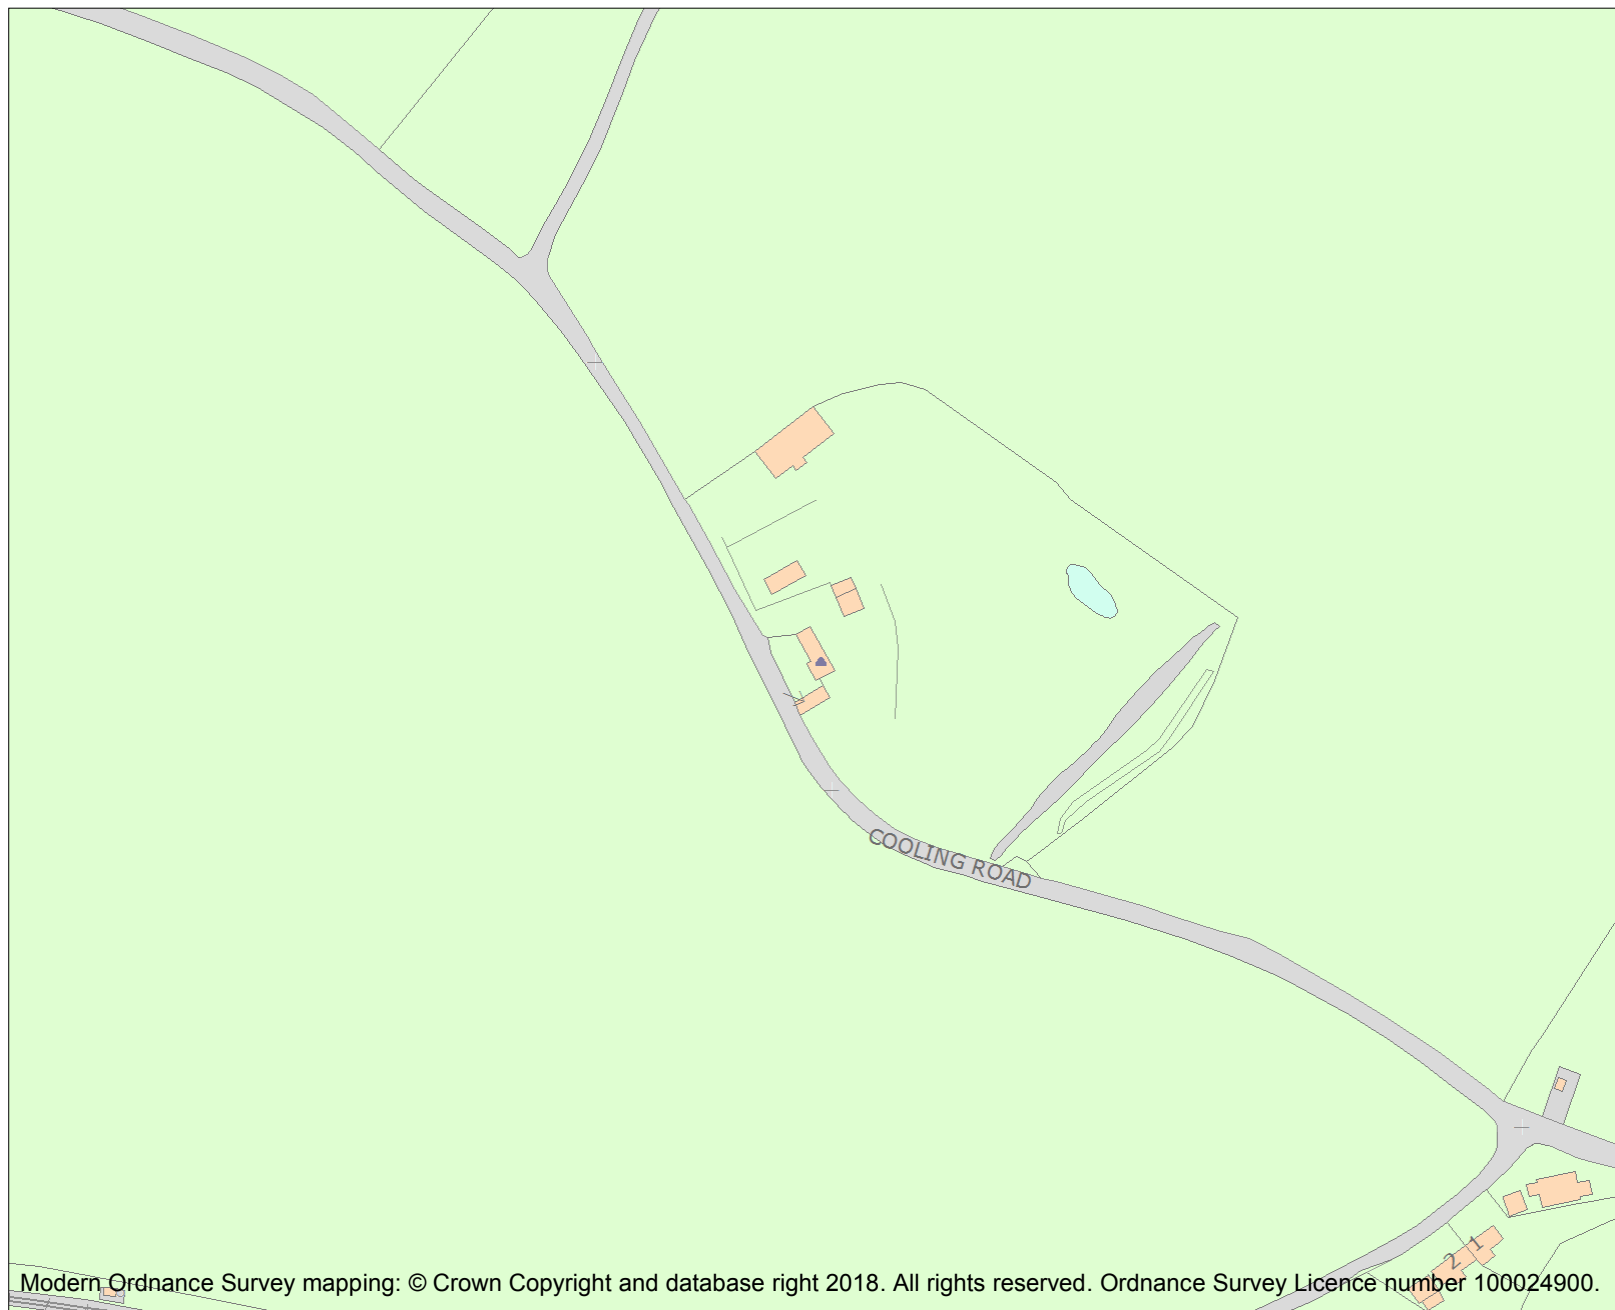 COOLING ROAD
1
2
Modern Ordnance Survey mapping: © Crown Copyright and database right 2018. All rights reserved. Ordnance Survey Licence number 100024900.